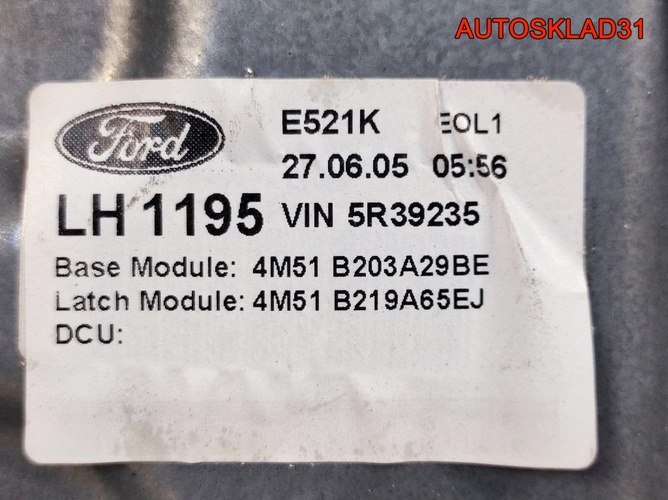 AUTOSKLAD31
Ford E521K EOL1
27.06.05 05:56
LH 1195 VIN 5R39235
Base Module: 4M51 B203A29BE
Latch Module: 4M51 B219A65EJ
DCU: